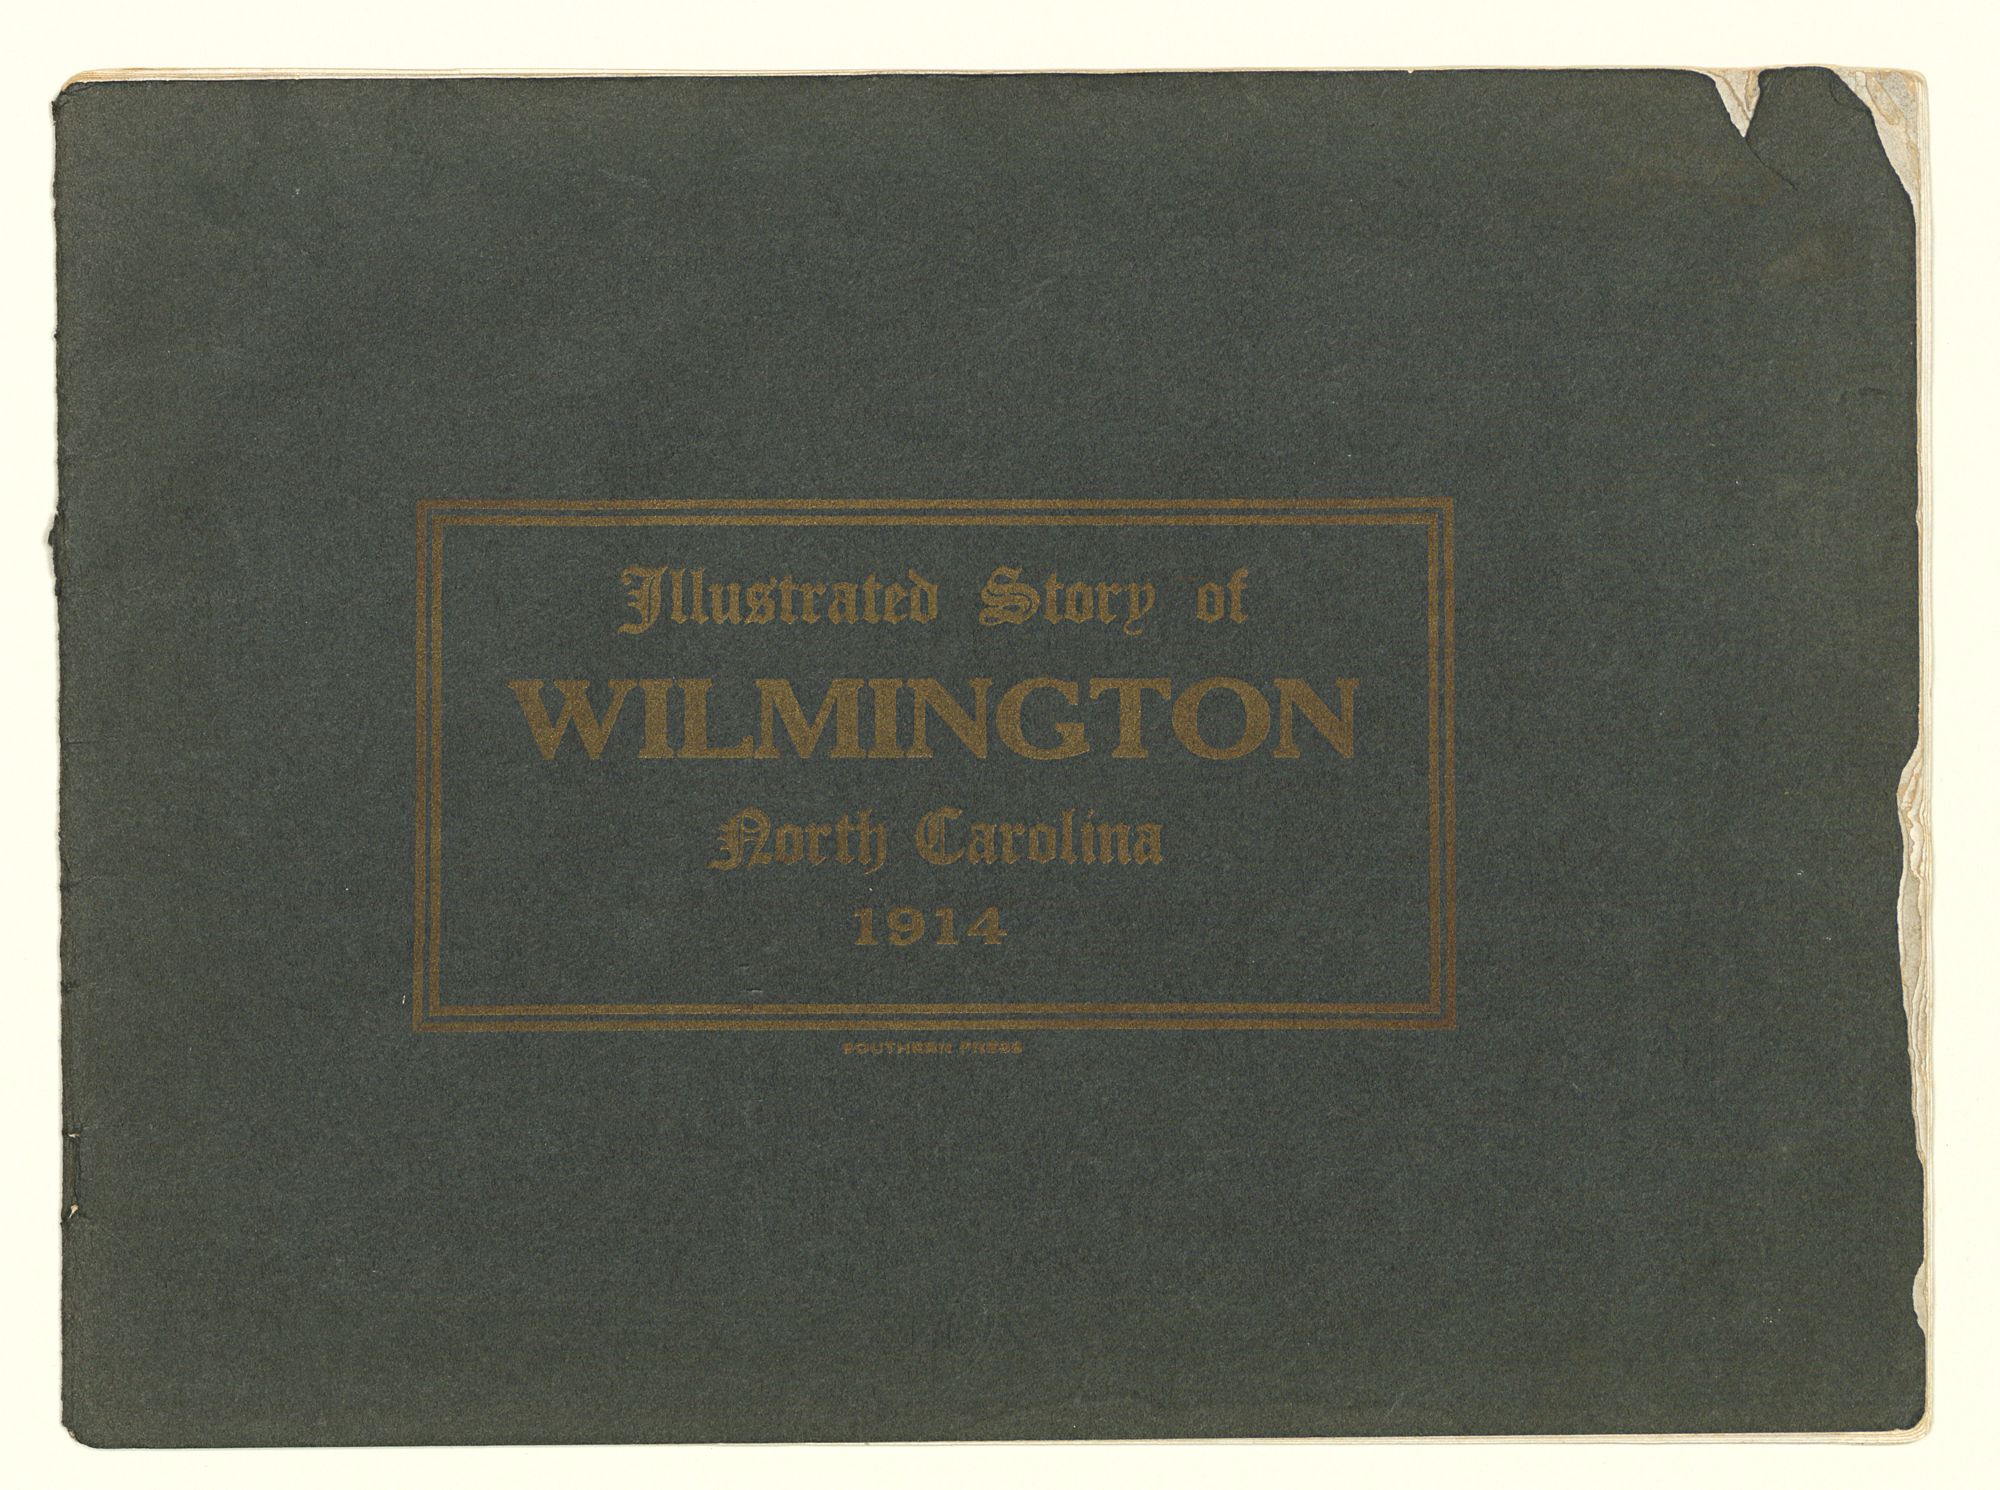 Illustrated Story of
WILMINGTON
North Carolina
1914
SOUTHERN PRESS